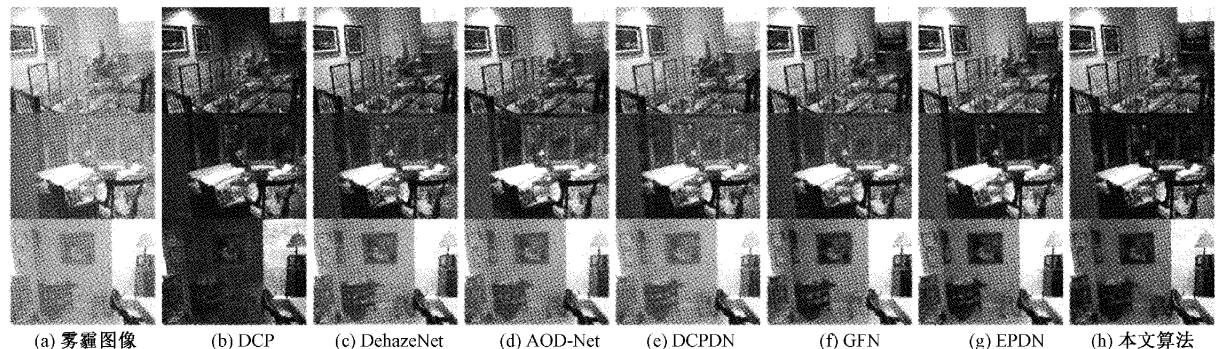 (a) 雾霾图像 (b) DCP (c) DehazeNet (d) AOD-Net (e) DCPDN (f) GFN (g) EPDN (h) 本文算法